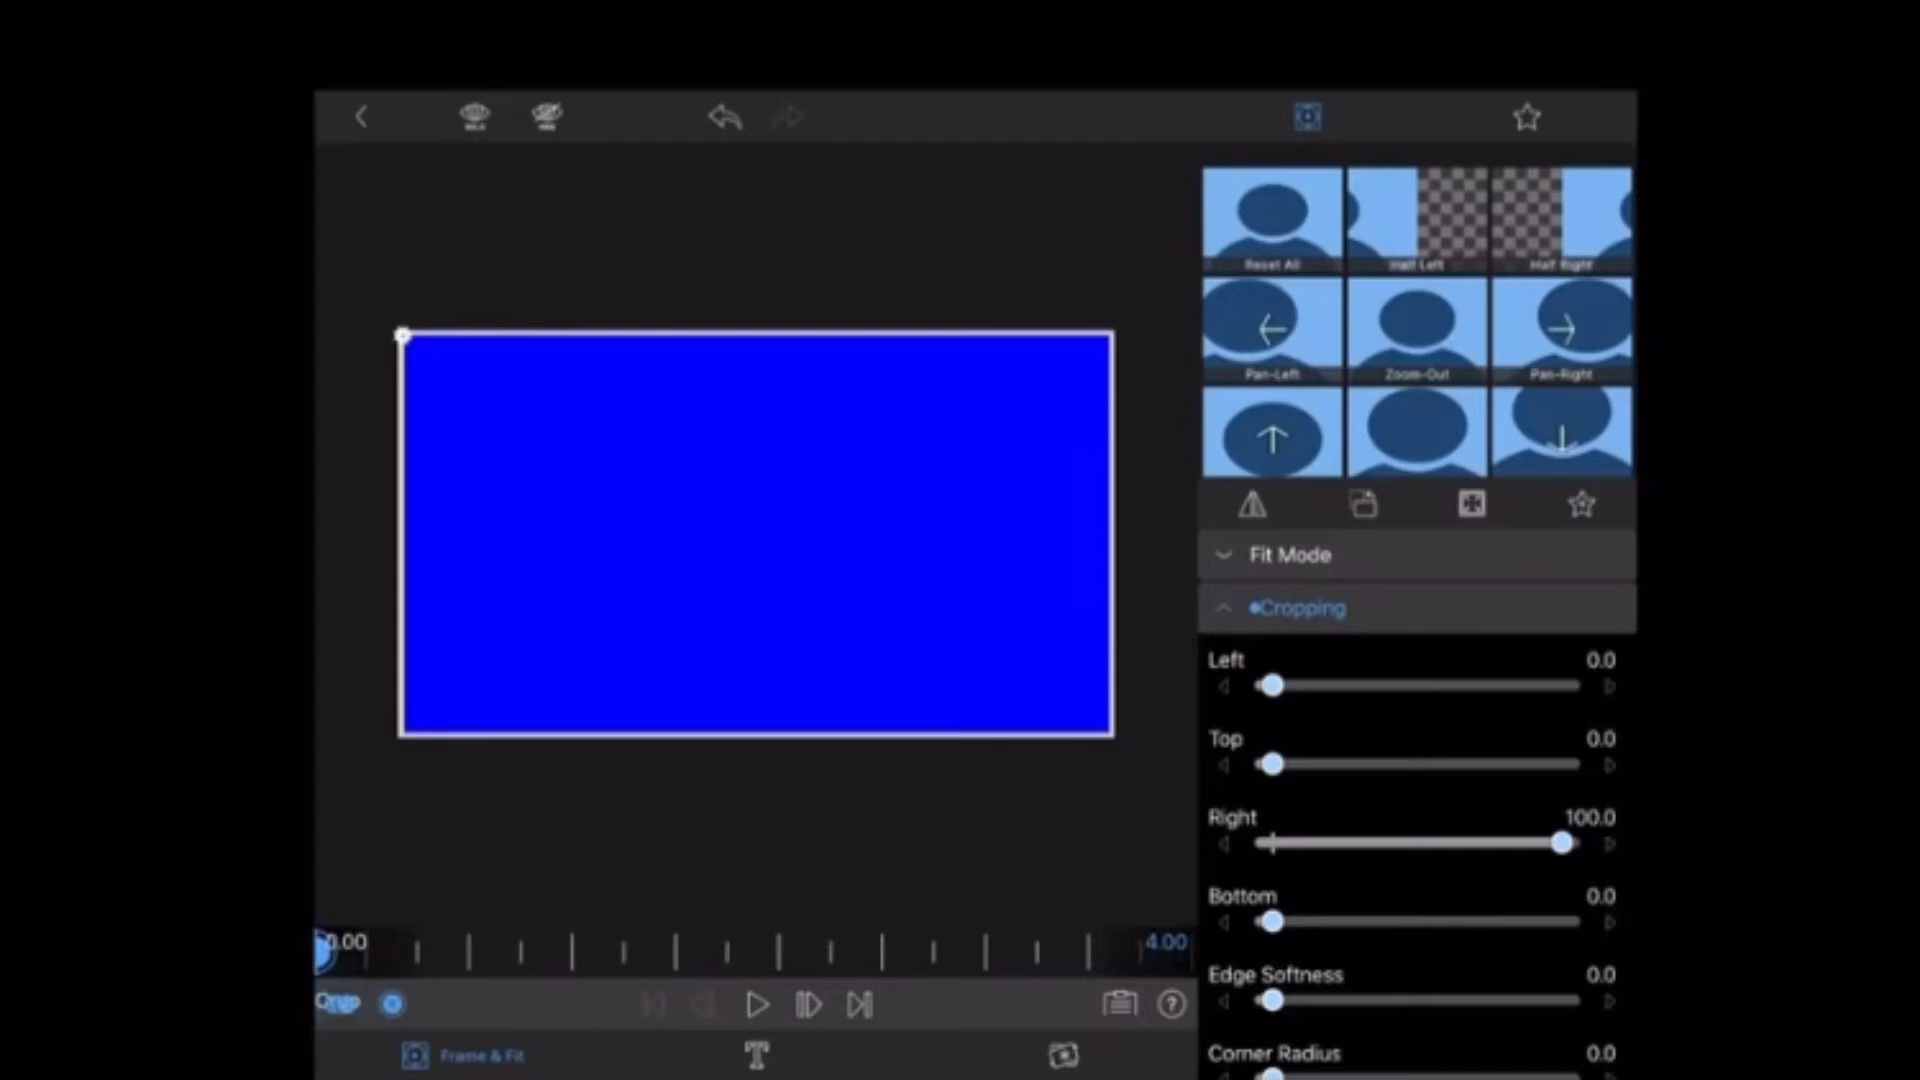 Reset All
Half Left
Half Right
Pan-Left
Zoom-Out
Pan-Right
Fit Mode
Cropping
Left 0.0
Top 0.0
Right 100.0
Bottom 0.0
Edge Softness 0.0
Corner Radius 0.0
0.00
4.00
Frame & Fit